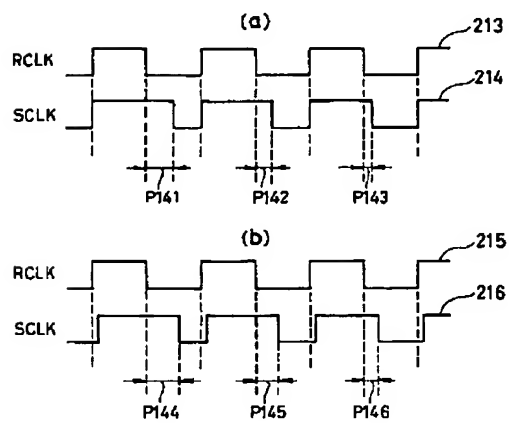 (a)
RCLK
213
SCLK
214
P141 P142 P143
(b)
RCLK
215
SCLK
216
P144 P145 P146